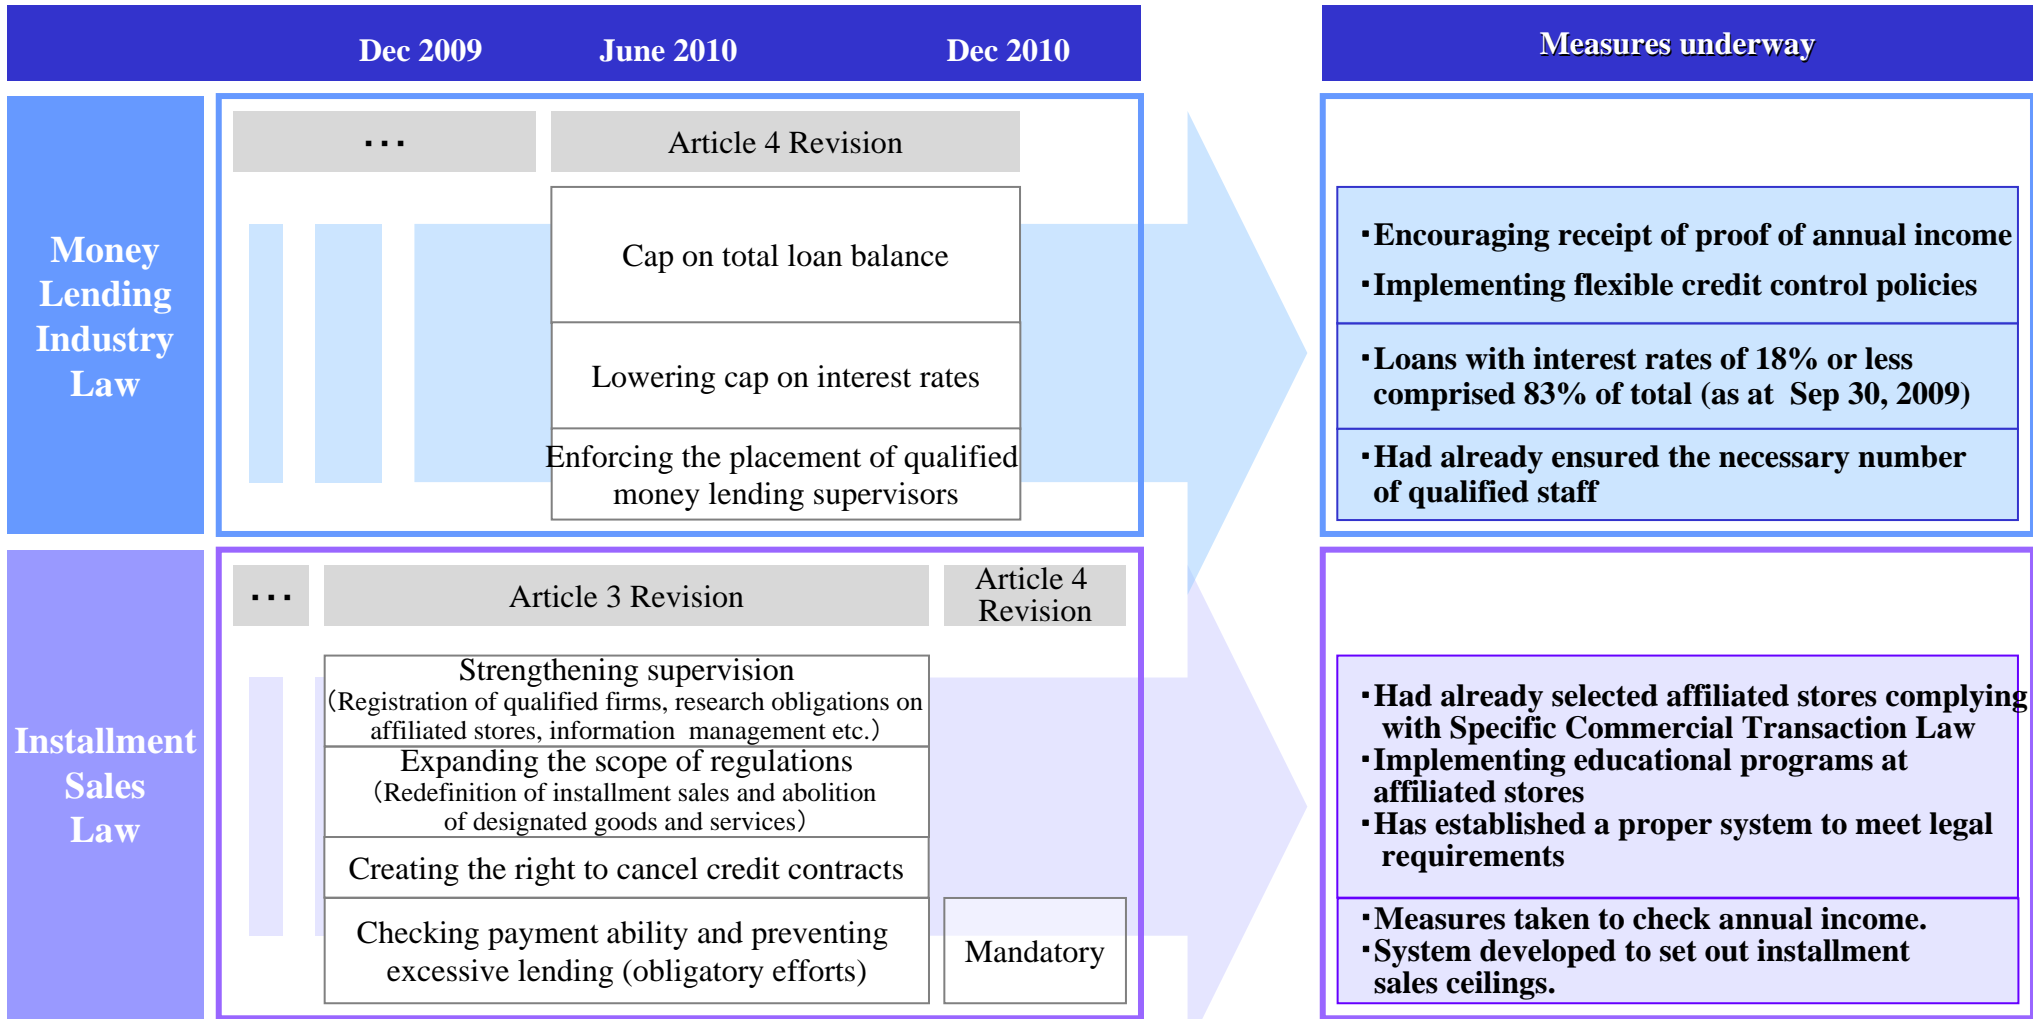 Dec 2009 June 2010 Dec 2010 Measures underway
Money
Lending
Industry
Law
･･･ Article 4 Revision
Cap on total loan balance
Lowering cap on interest rates
Enforcing the placement of qualified
money lending supervisors
･Encouraging receipt of proof of annual income
･Implementing flexible credit control policies
･Loans with interest rates of 18% or less
comprised 83% of total (as at Sep 30, 2009)
･Had already ensured the necessary number
of qualified staff
Installment
Sales
Law
･･･ Article 3 Revision
Article 4
Revision
Strengthening supervision
（Registration of qualified firms, research obligations on
affiliated stores, information management etc.）
Expanding the scope of regulations
（Redefinition of installment sales and abolition
of designated goods and services）
Creating the right to cancel credit contracts
Checking payment ability and preventing
excessive lending (obligatory efforts)
Mandatory
･Had already selected affiliated stores complying
with Specific Commercial Transaction Law
･Implementing educational programs at
affiliated stores
･Has established a proper system to meet legal
requirements
･Measures taken to check annual income.
･System developed to set out installment
sales ceilings.